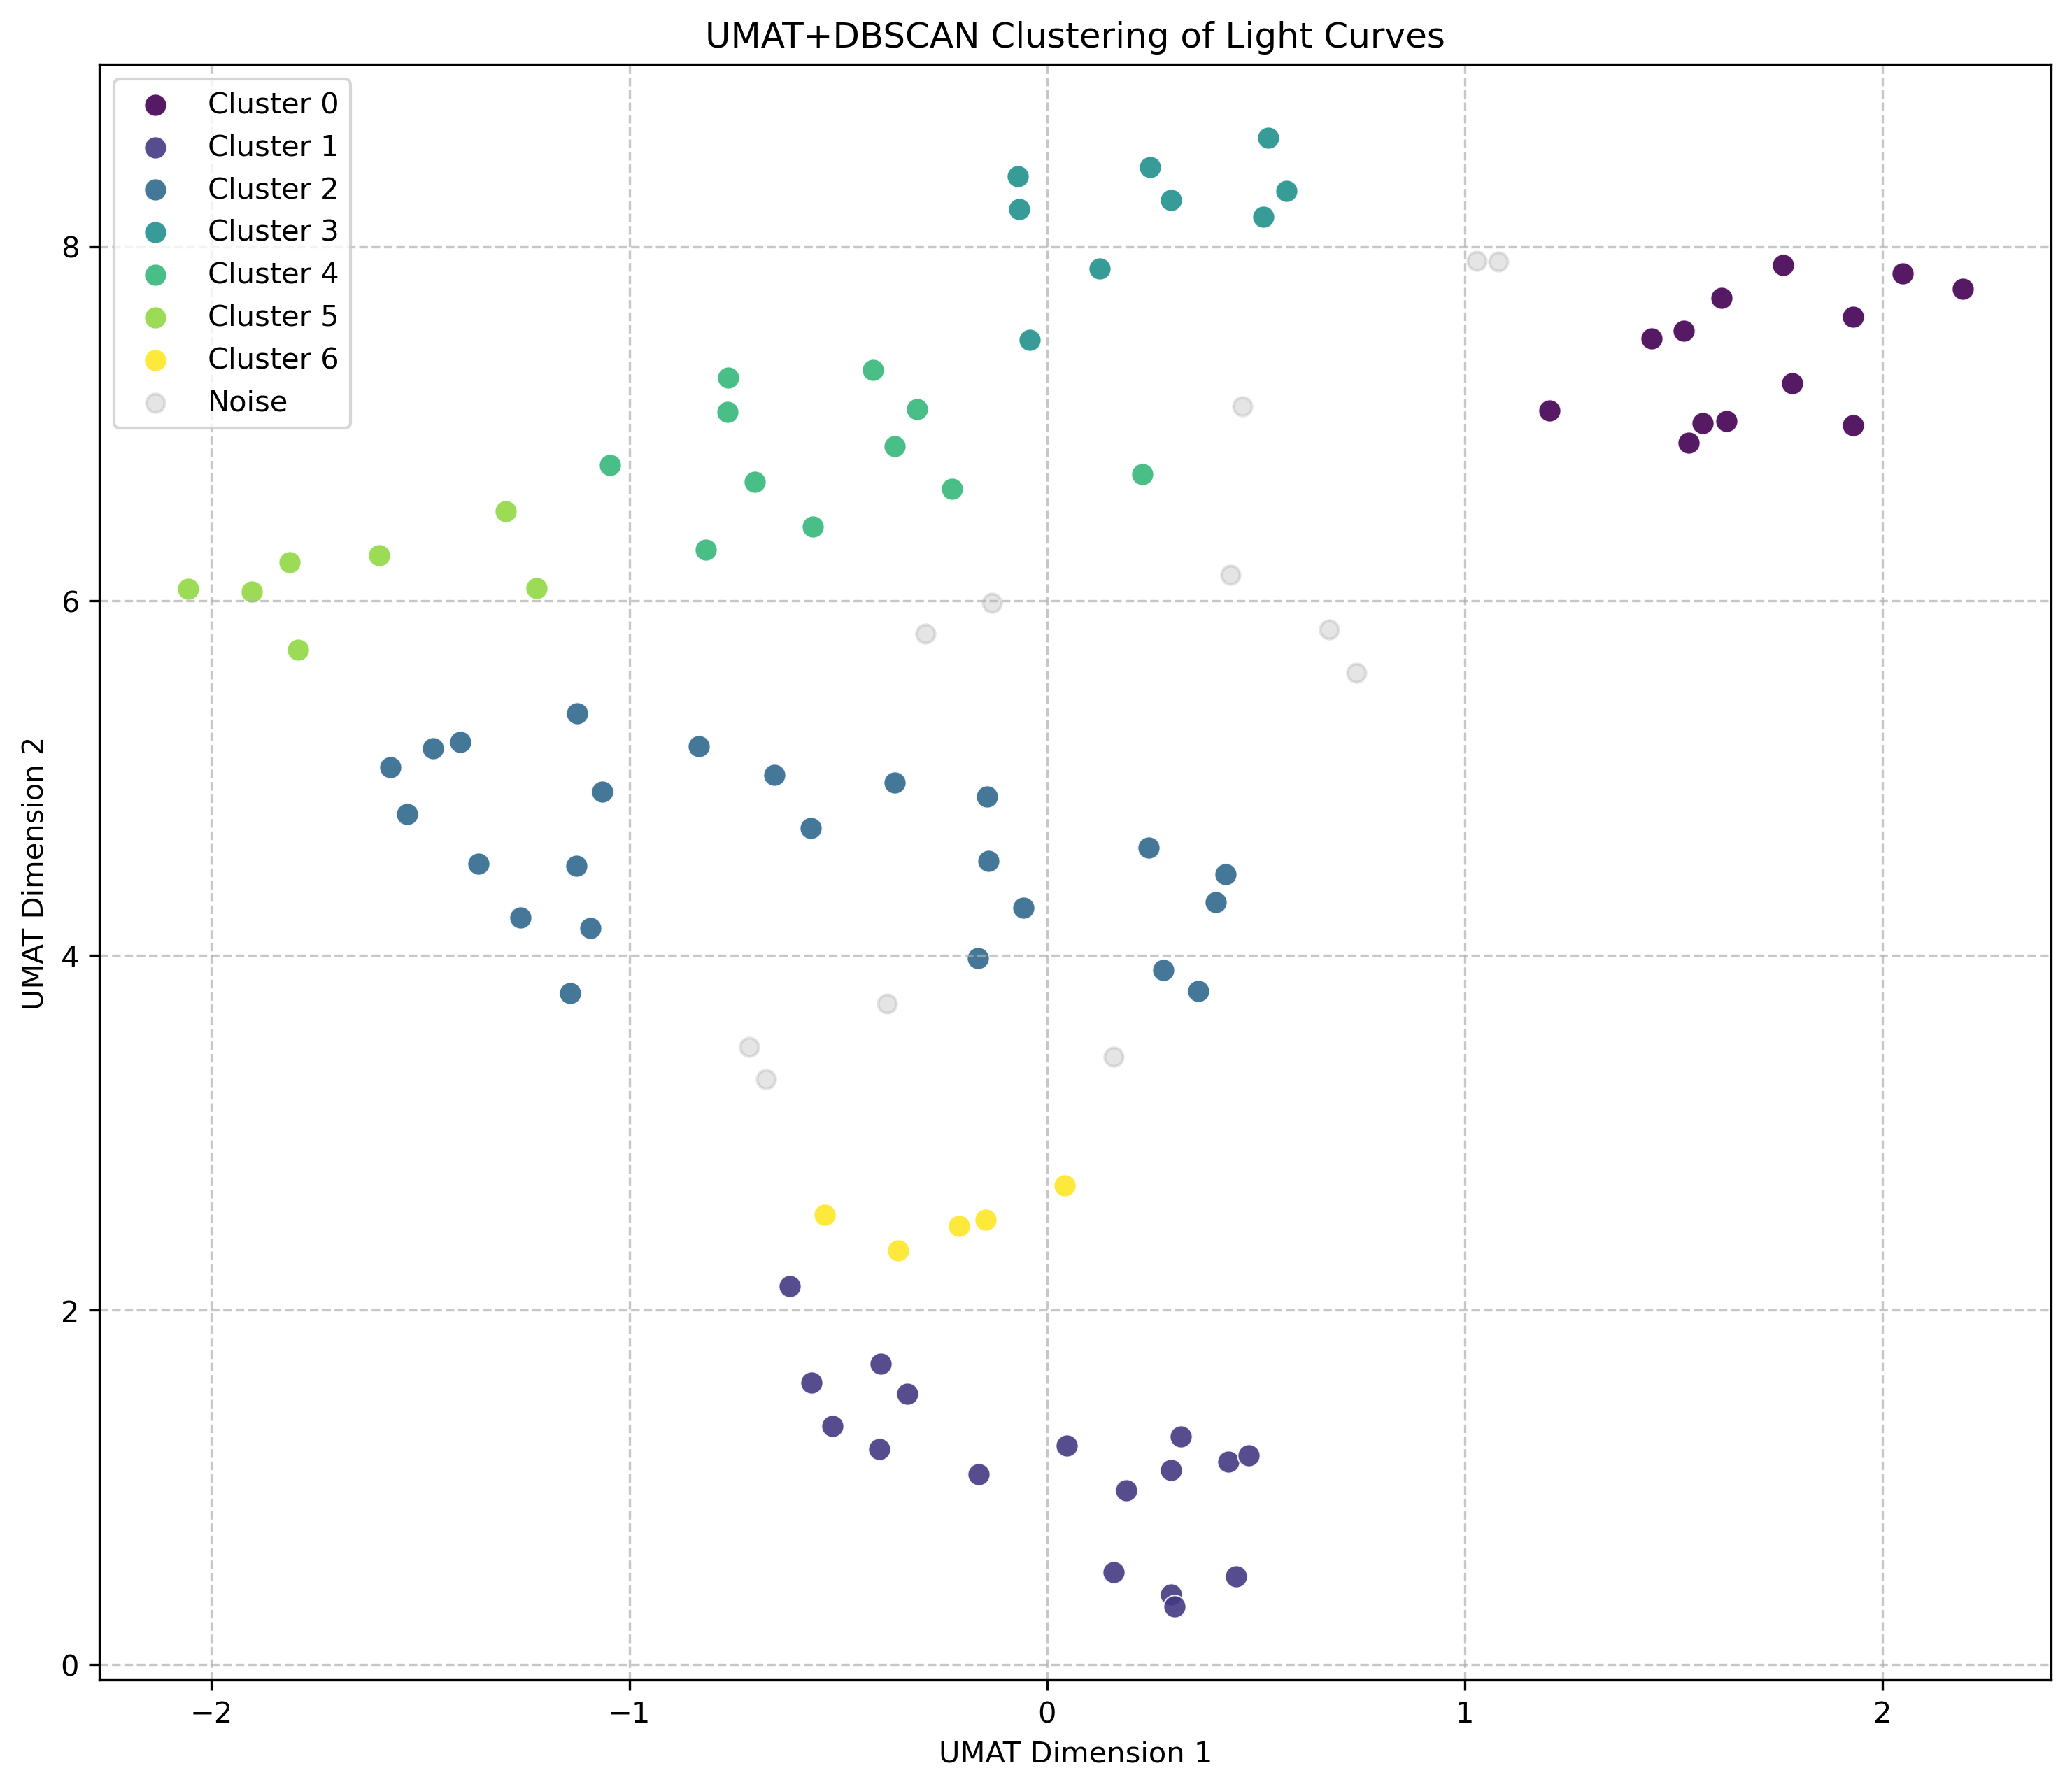 UMAT+DBSCAN Clustering of Light Curves
Cluster 0
Cluster 1
Cluster 2
Cluster 3
Cluster 4
Cluster 5
Cluster 6
Noise
8
6
4
2
0
UMAT Dimension 2
−2
−1
0
1
2
UMAT Dimension 1